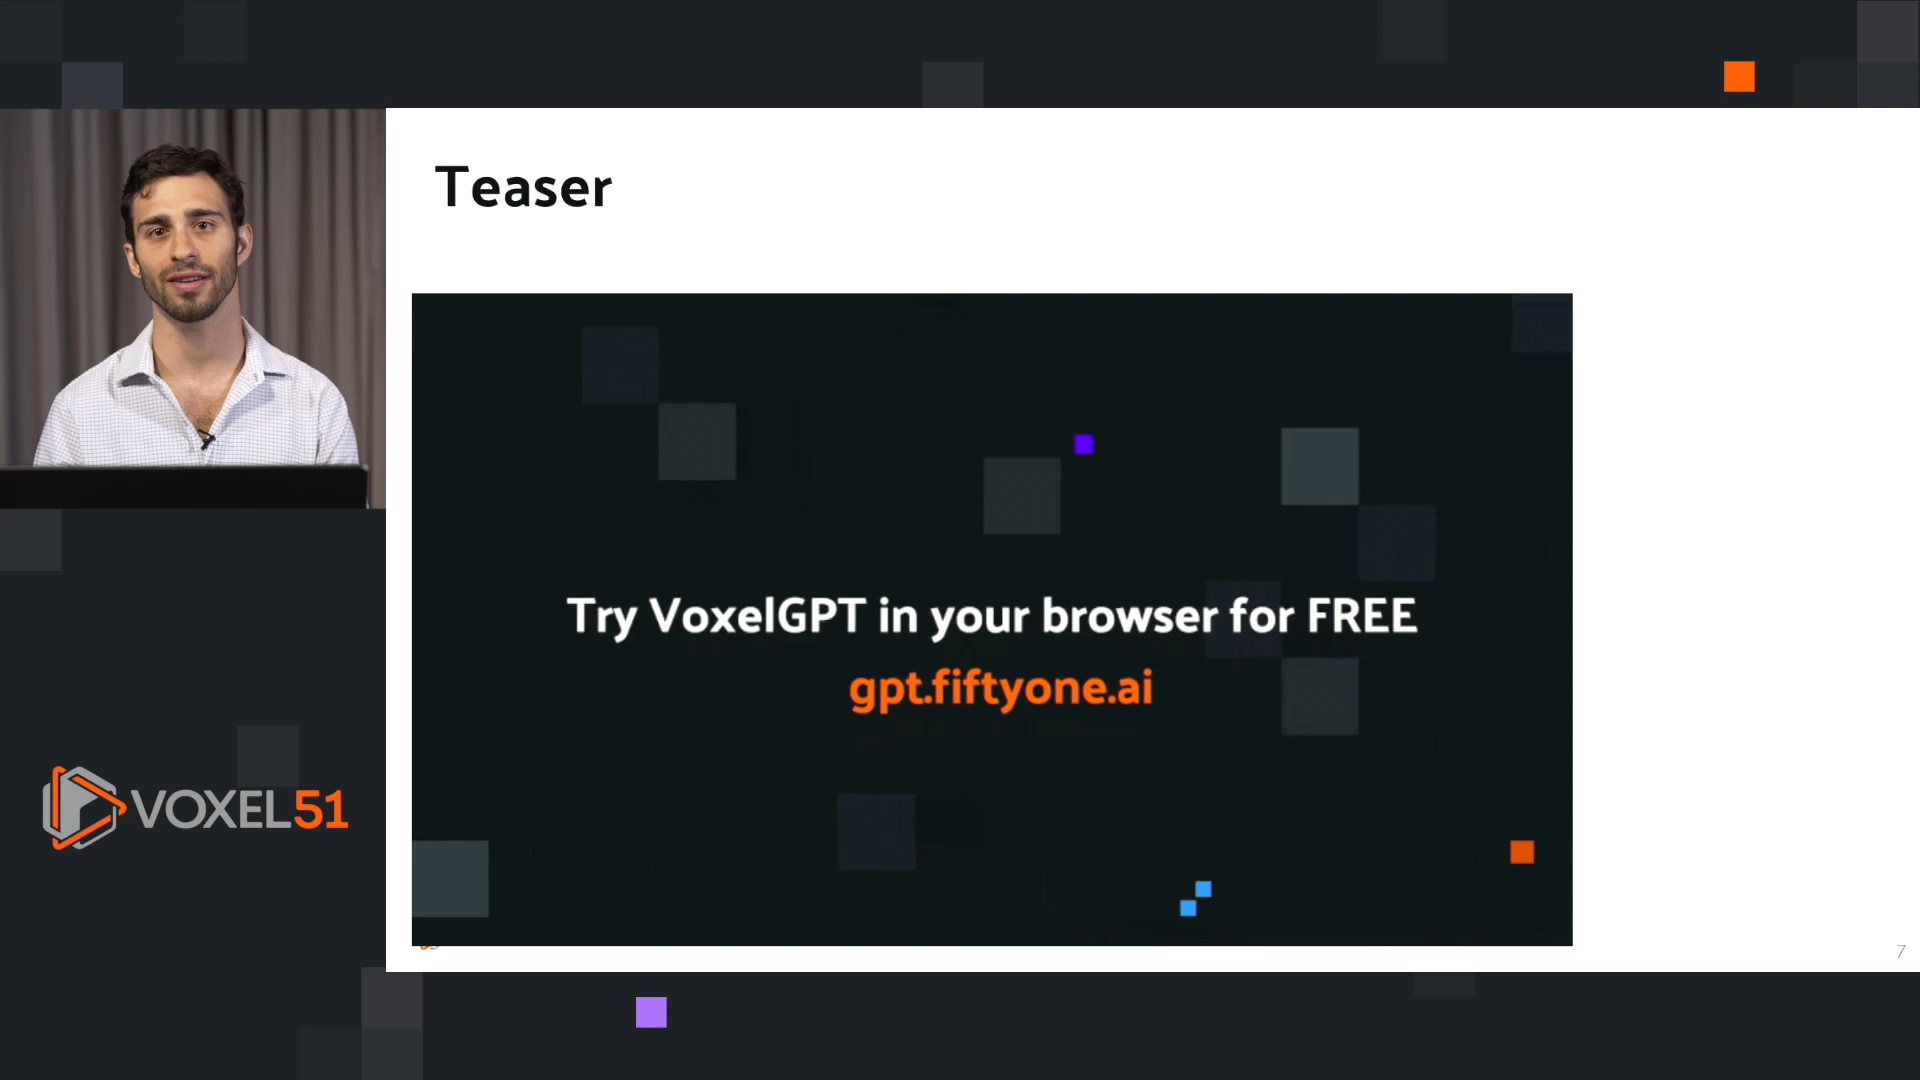 Teaser
Try VoxelGPT in your browser for FREE
gpt.fiftyone.ai
VOXEL51
7